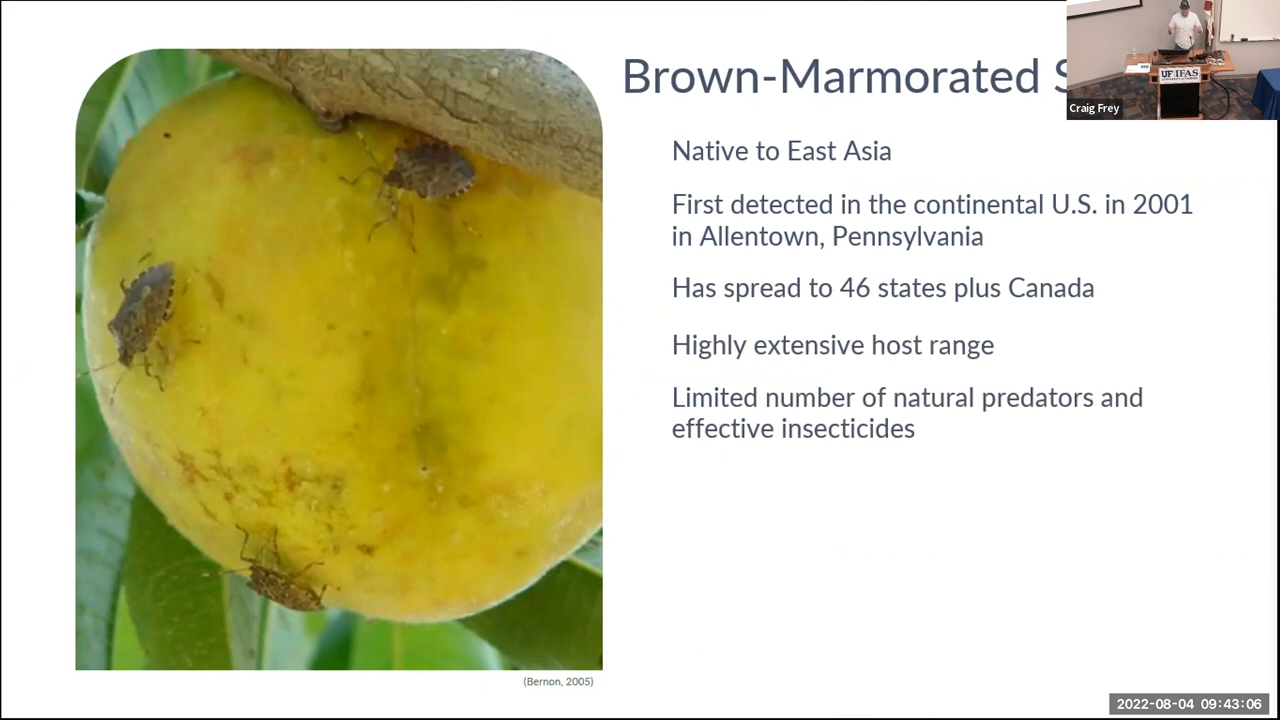 Brown-Marmorated S
Native to East Asia
First detected in the continental U.S. in 2001
in Allentown, Pennsylvania
Has spread to 46 states plus Canada
Highly extensive host range
Limited number of natural predators and
effective insecticides
(Bernon, 2005)
UF|IFAS
Craig Frey
2022-08-04 09:43:06